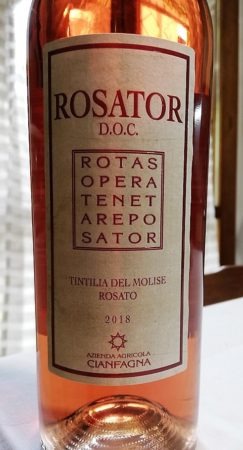 ROSATOR
D.O.C.
ROTAS
OPERA
TENET
AREPO
SATOR
TINTILIA DEL MOLISE
ROSATO
2018
AZIENDA AGRICOLA
CIANFAGNA